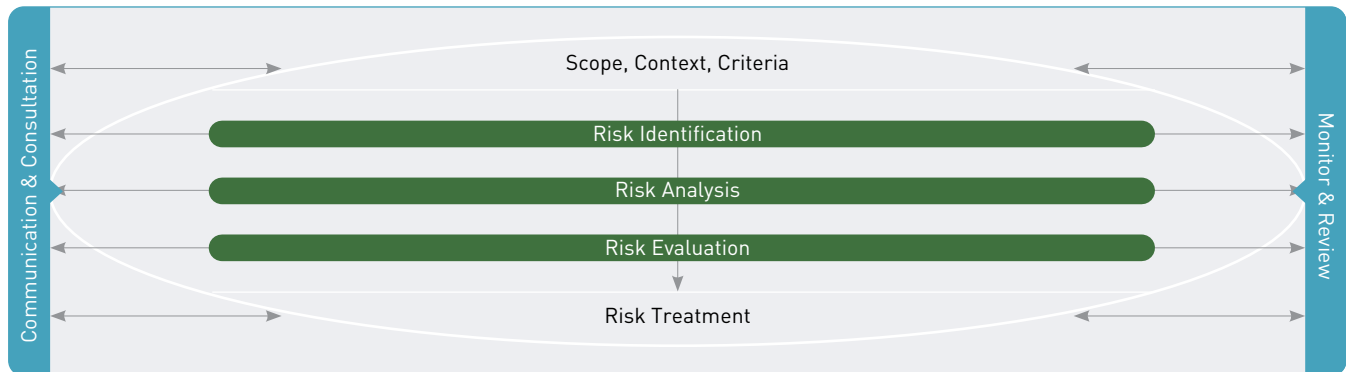 Communication & Consultation
Scope, Context, Criteria
Risk Identification
Risk Analysis
Risk Evaluation
Risk Treatment
Monitor & Review